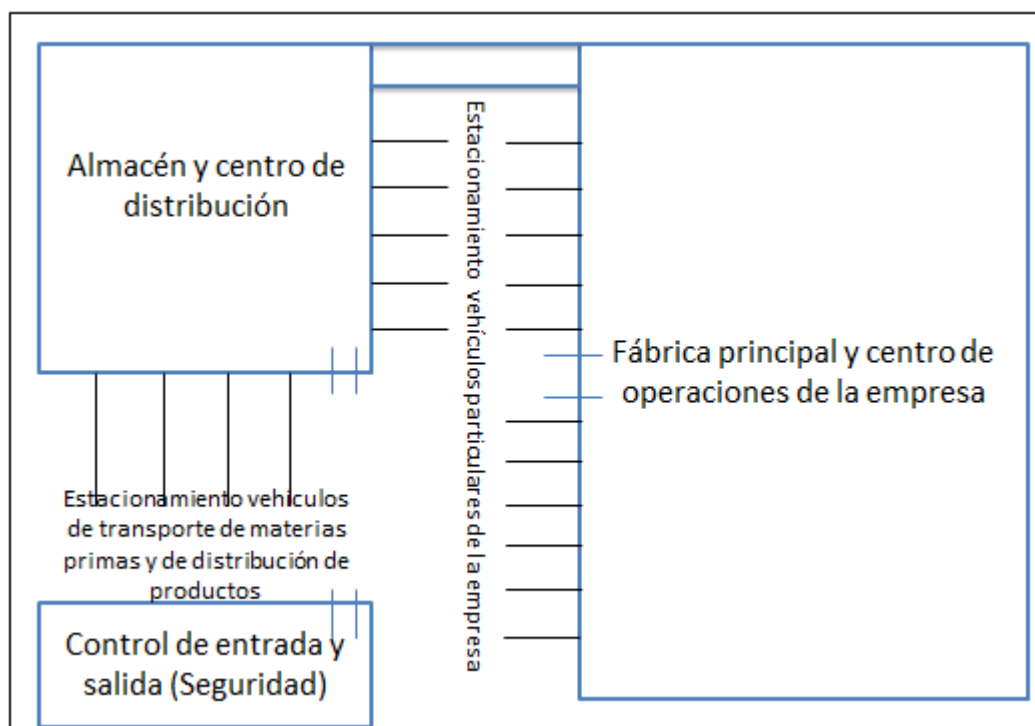 Almacén y centro de
distribución
Estacionamiento vehículos particulares de la empresa
Fábrica principal y centro de
operaciones de la empresa
Estacionamiento vehículos
de transporte de materias
primas y de distribución de
productos
Control de entrada y
salida (Seguridad)